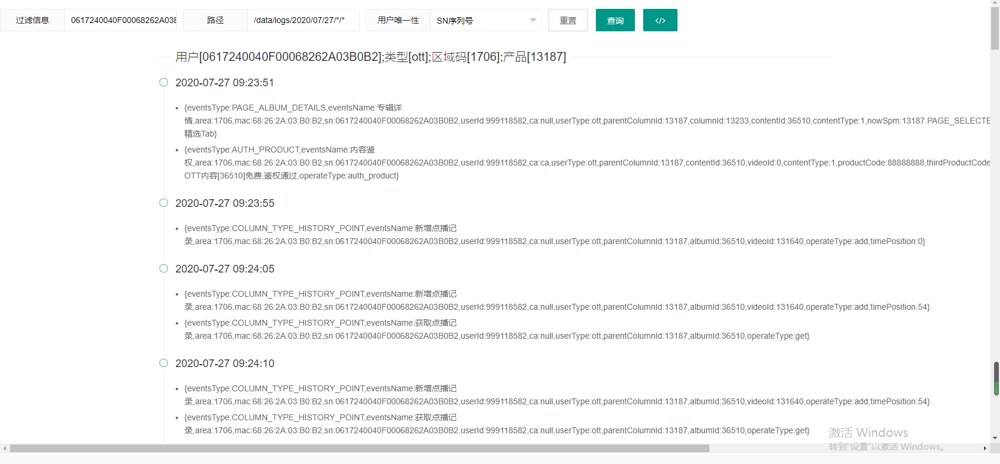 过滤信息 0617240040F00068262A03B 路径 /data/logs/2020/07/27/*/* 用户唯一性 SN序列号 重置 查询 </>
用户[0617240040F00068262A03B0B2];类型[ott];区域码[1706];产品[13187]
2020-07-27 09:23:51
{eventsType:PAGE_ALBUM_DETAILS,eventsName:专辑详
情,area:1706,mac:68:26:2A:03:B0:B2,sn:0617240040F00068262A03B0B2,userId:999118582,ca:null,userType:ott,parentColumnId:13187,columnId:13233,contentId:36510,contentType:1,nowSpm:13187.PAGE_SELECTE
精选Tab}
{eventsType:AUTH_PRODUCT,eventsName:内容鉴
权,area:1706,mac:68:26:2A:03:B0:B2,sn:0617240040F00068262A03B0B2,userId:999118582,ca:ca,userType:ott,parentColumnId:13187,contentId:36510,videoId:0,contentType:1,productCode:88888888,thirdProductCode
OTT内容[36510]免费,鉴权通过,operateType:auth_product}
2020-07-27 09:23:55
{eventsType:COLUMN_TYPE_HISTORY_POINT,eventsName:新增点播记
录,area:1706,mac:68:26:2A:03:B0:B2,sn:0617240040F00068262A03B0B2,userId:999118582,ca:null,userType:ott,parentColumnId:13187,albumId:36510,videoId:131640,operateType:add,timePosition:0}
2020-07-27 09:24:05
{eventsType:COLUMN_TYPE_HISTORY_POINT,eventsName:新增点播记
录,area:1706,mac:68:26:2A:03:B0:B2,sn:0617240040F00068262A03B0B2,userId:999118582,ca:null,userType:ott,parentColumnId:13187,albumId:36510,videoId:131640,operateType:add,timePosition:54}
{eventsType:COLUMN_TYPE_HISTORY_POINT,eventsName:获取点播记
录,area:1706,mac:68:26:2A:03:B0:B2,sn:0617240040F00068262A03B0B2,userId:999118582,ca:null,userType:ott,parentColumnId:13187,albumId:36510,operateType:get}
2020-07-27 09:24:10
{eventsType:COLUMN_TYPE_HISTORY_POINT,eventsName:新增点播记
录,area:1706,mac:68:26:2A:03:B0:B2,sn:0617240040F00068262A03B0B2,userId:999118582,ca:null,userType:ott,parentColumnId:13187,albumId:36510,videoId:131640,operateType:add,timePosition:54}
{eventsType:COLUMN_TYPE_HISTORY_POINT,eventsName:获取点播记
录,area:1706,mac:68:26:2A:03:B0:B2,sn:0617240040F00068262A03B0B2,userId:999118582,ca:null,userType:ott,parentColumnId:13187,albumId:36510,operateType:get}
激活 Windows
转到“设置”以激活 Windows。